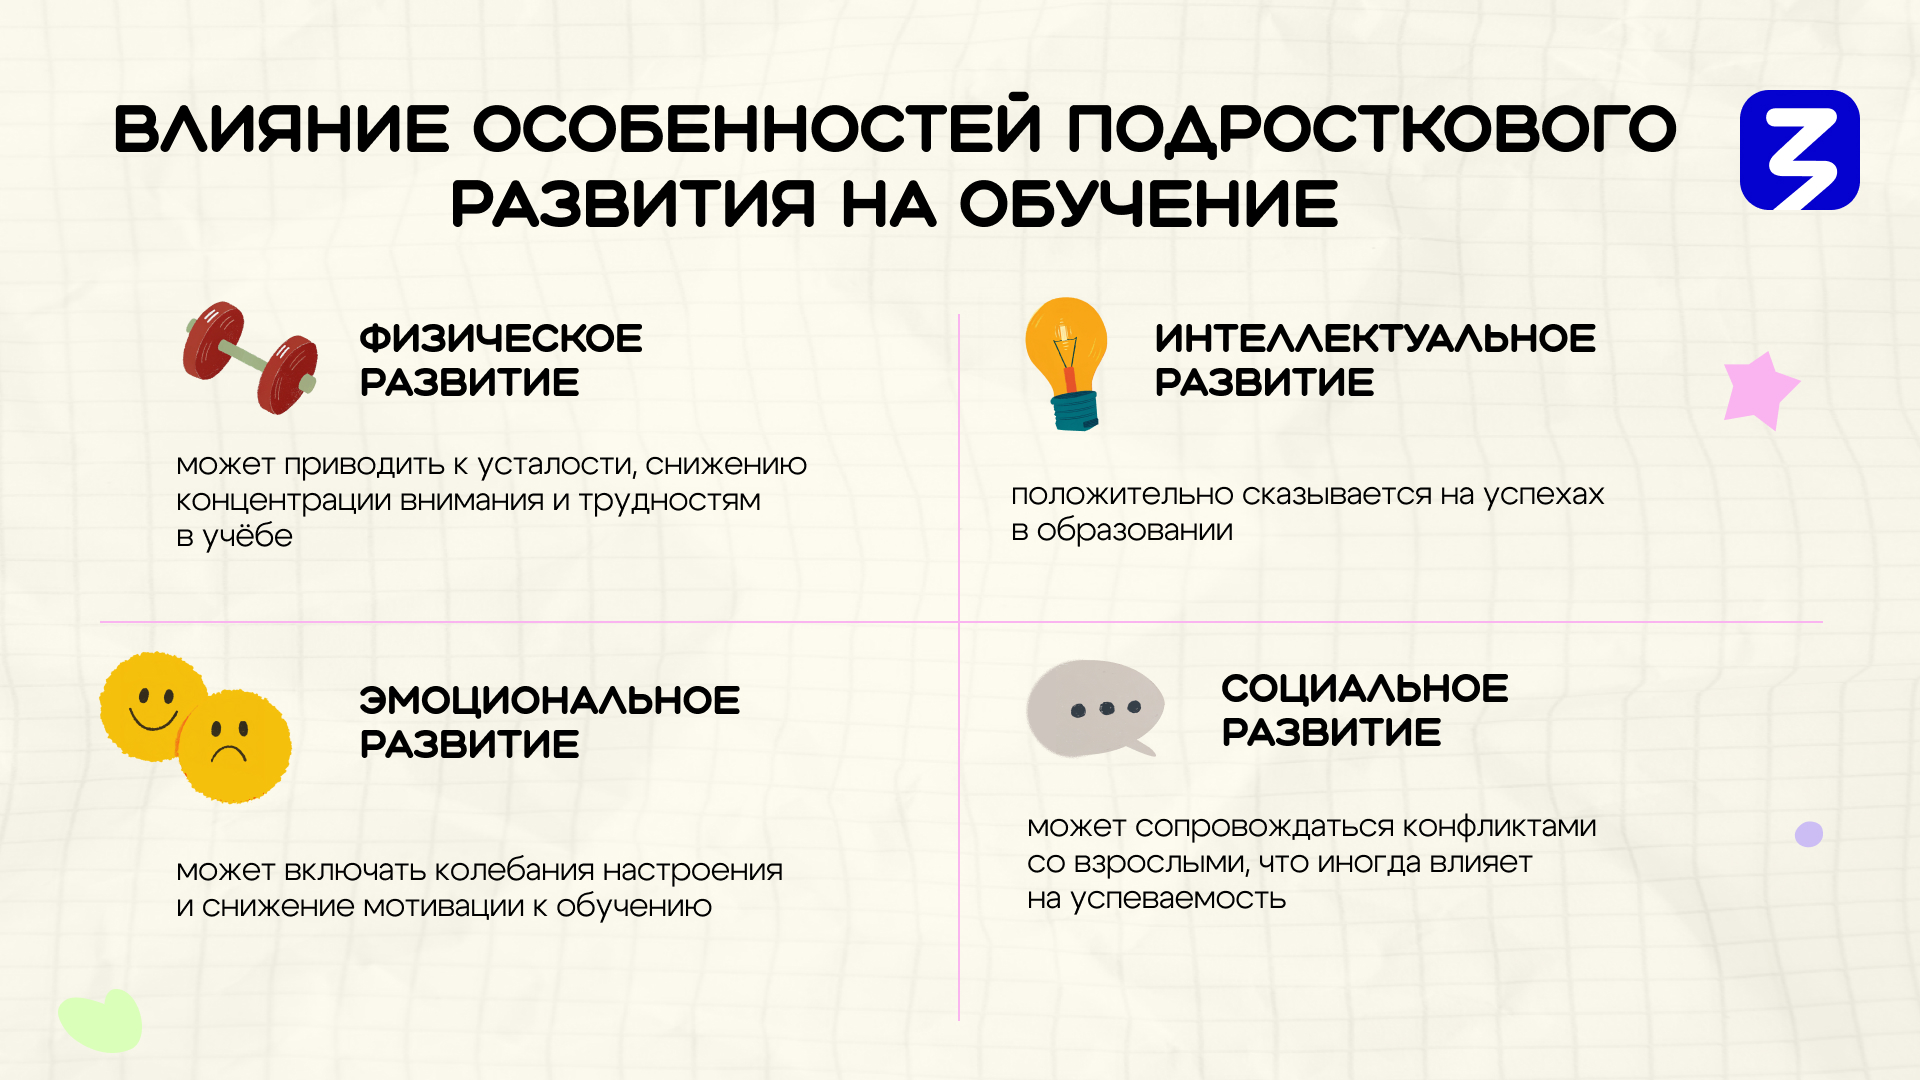 ВЛИЯНИЕ ОСОБЕННОСТЕЙ ПОДРОСТКОВОГО
РАЗВИТИЯ НА ОБУЧЕНИЕ
ФИЗИЧЕСКОЕ
РАЗВИТИЕ
может приводить к усталости, снижению
концентрации внимания и трудностям
в учёбе
ИНТЕЛЛЕКТУАЛЬНОЕ
РАЗВИТИЕ
положительно сказывается на успехах
в образовании
ЭМОЦИОНАЛЬНОЕ
РАЗВИТИЕ
может включать колебания настроения
и снижение мотивации к обучению
СОЦИАЛЬНОЕ
РАЗВИТИЕ
может сопровождаться конфликтами
со взрослыми, что иногда влияет
на успеваемость